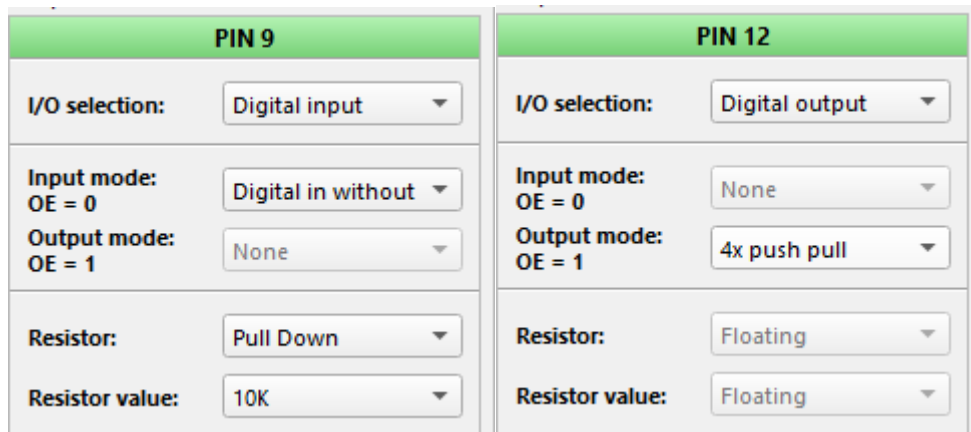 PIN 9
I/O selection: Digital input
Input mode:
OE = 0
Digital in without
Output mode:
OE = 1
None
Resistor: Pull Down
Resistor value: 10K
PIN 12
I/O selection: Digital output
Input mode:
OE = 0
None
Output mode:
OE = 1
4x push pull
Resistor: Floating
Resistor value: Floating